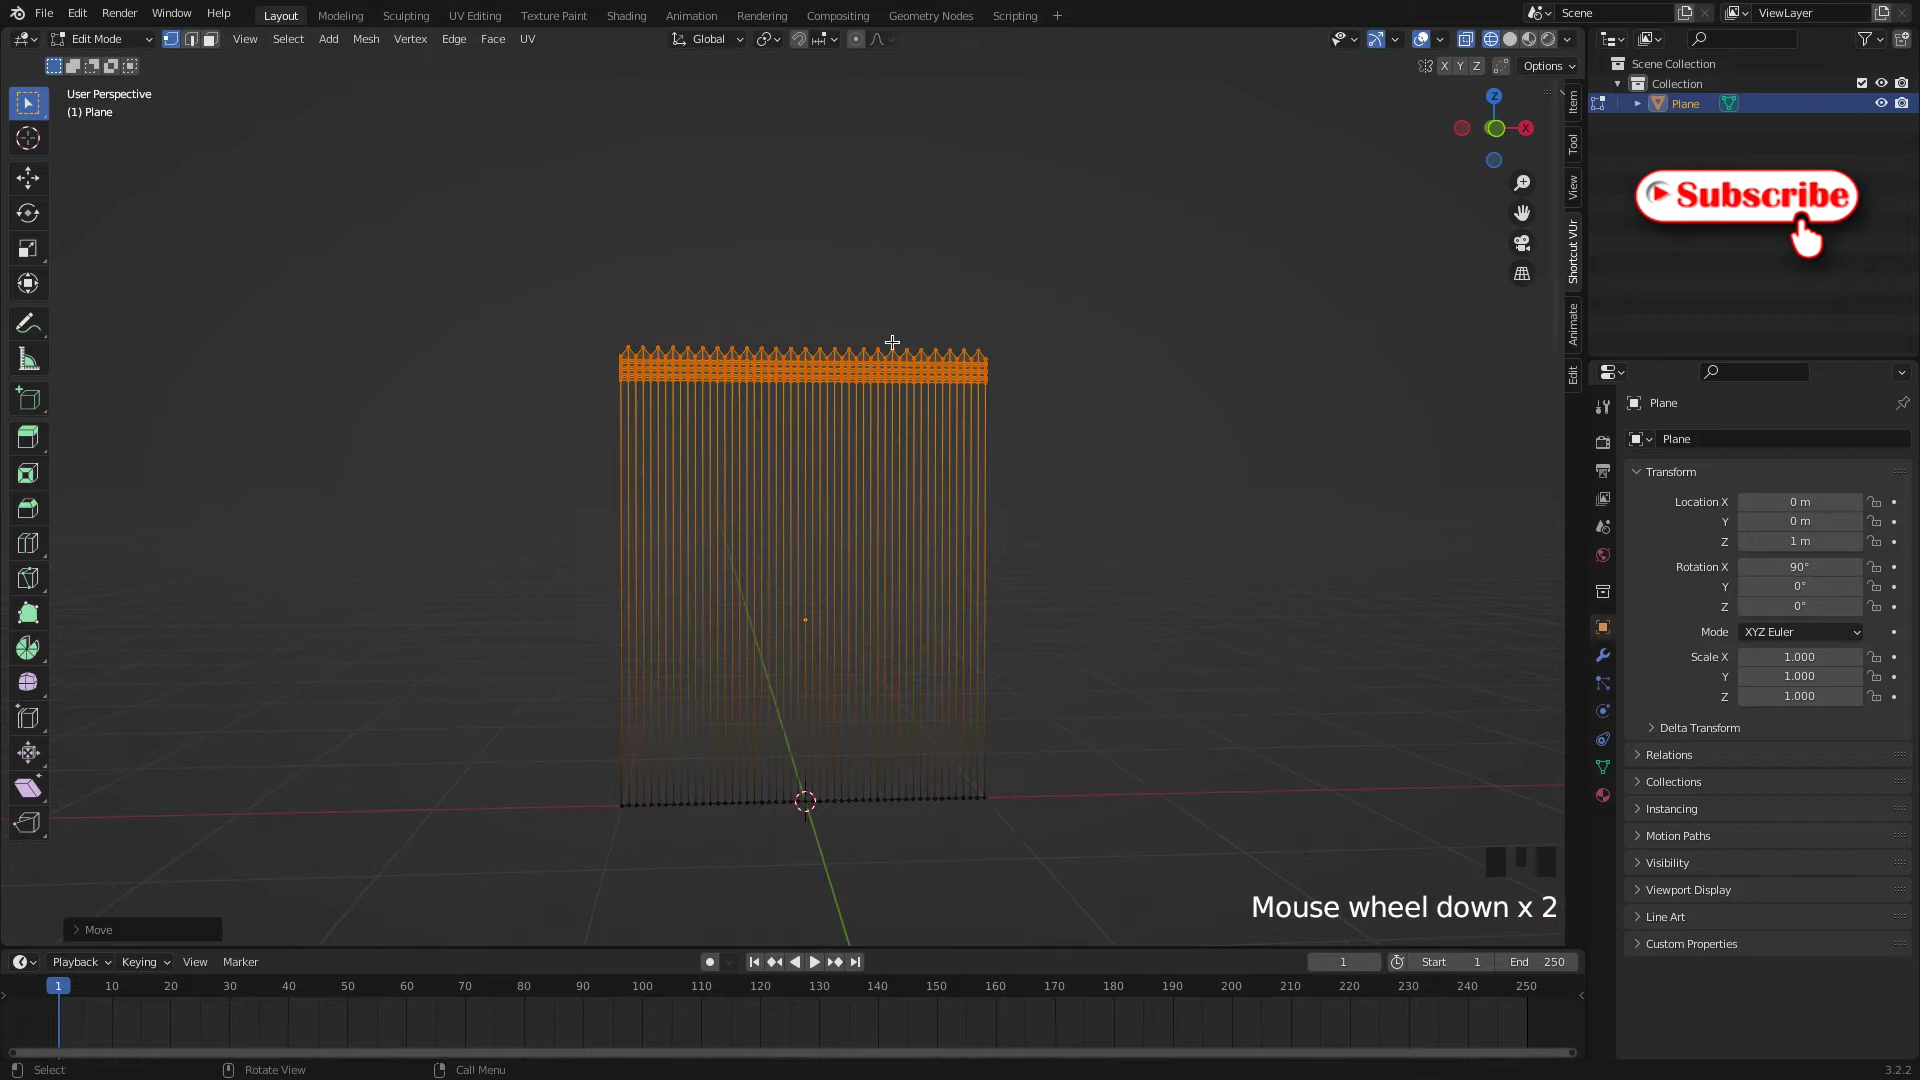 File Edit Render Window Help
Layout Modeling Sculpting UV Editing Texture Paint Shading Animation Rendering Compositing Geometry Nodes Scripting +
Scene
ViewLayer
Edit Mode
View Select Add Mesh Vertex Edge Face UV
Global
X Y Z
Options
User Perspective
(1) Plane
Z
X
Item
Tool
View
Shortcut VUr
Animate
Edit
Scene Collection
Collection
Plane
Subscribe
Plane
Plane
Transform
Location X 0 m
Y 0 m
Z 1 m
Rotation X 90°
Y 0°
Z 0°
Mode XYZ Euler
Scale X 1.000
Y 1.000
Z 1.000
Delta Transform
Relations
Collections
Instancing
Motion Paths
Visibility
Viewport Display
Line Art
Custom Properties
Mouse wheel down x 2
Move
Playback Keying View Marker
1
Start 1 End 250
1 10 20 30 40 50 60 70 80 90 100 110 120 130 140 150 160 170 180 190 200 210 220 230 240 250
Select Rotate View Call Menu
3.2.2